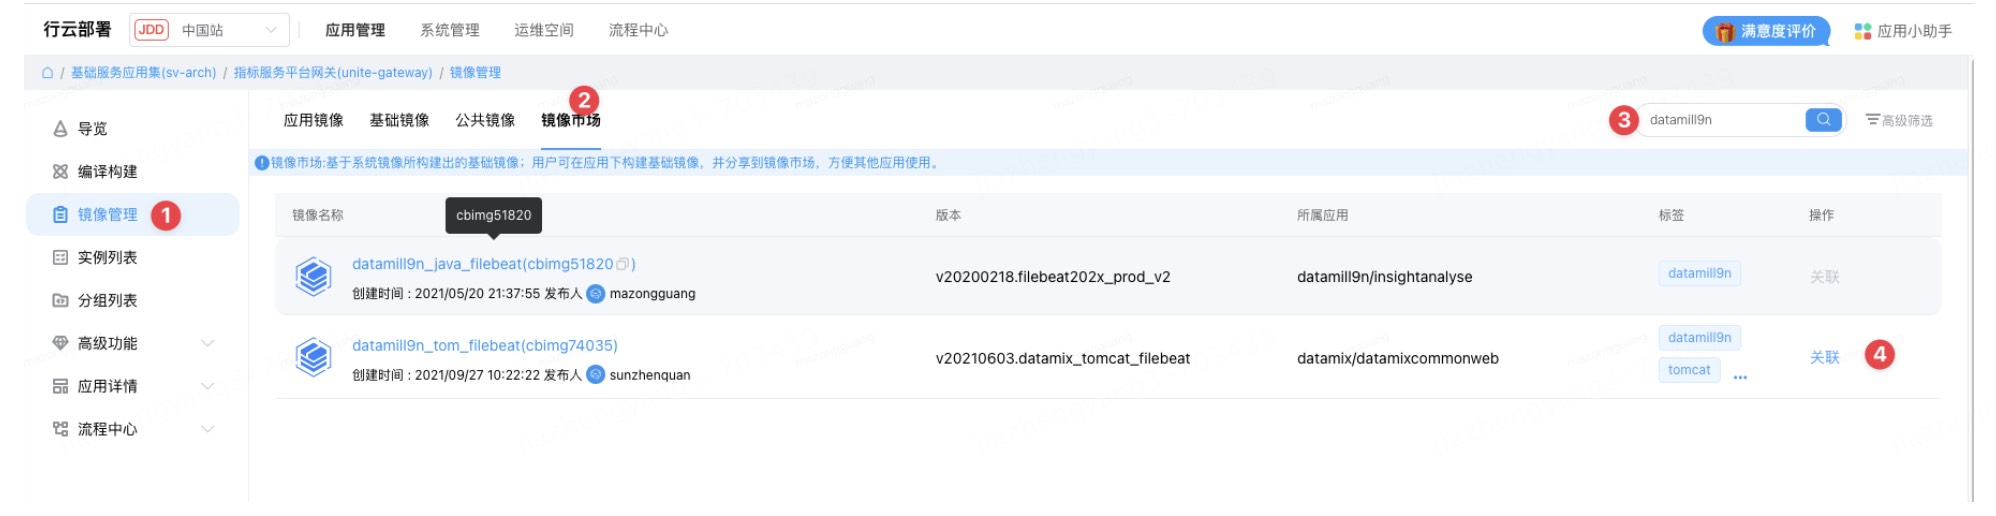 行云部署 JDD 中国站 应用管理 系统管理 运维空间 流程中心 满意度评价 应用小助手
/ 基础服务应用集(sv-arch) / 指标服务平台网关(unite-gateway) / 镜像管理
导览
编译构建
镜像管理 1
实例列表
分组列表
高级功能
应用详情
流程中心
应用镜像 基础镜像 公共镜像 镜像市场 2
3 datamill9n 高级筛选
镜像市场:基于系统镜像所构建出的基础镜像；用户可在应用下构建基础镜像，并分享到镜像市场，方便其他应用使用。
镜像名称 版本 所属应用 标签 操作
cbimg51820
datamill9n_java_filebeat(cbimg51820)
创建时间：2021/05/20 21:37:55 发布人 mazongguang
v20200218.filebeat202x_prod_v2 datamill9n/insightanalyse datamill9n 关联
datamill9n_tom_filebeat(cbimg74035)
创建时间：2021/09/27 10:22:22 发布人 sunzhenquan
v20210603.datamix_tomcat_filebeat datamix/datamixcommonweb datamill9n
tomcat ... 关联 4